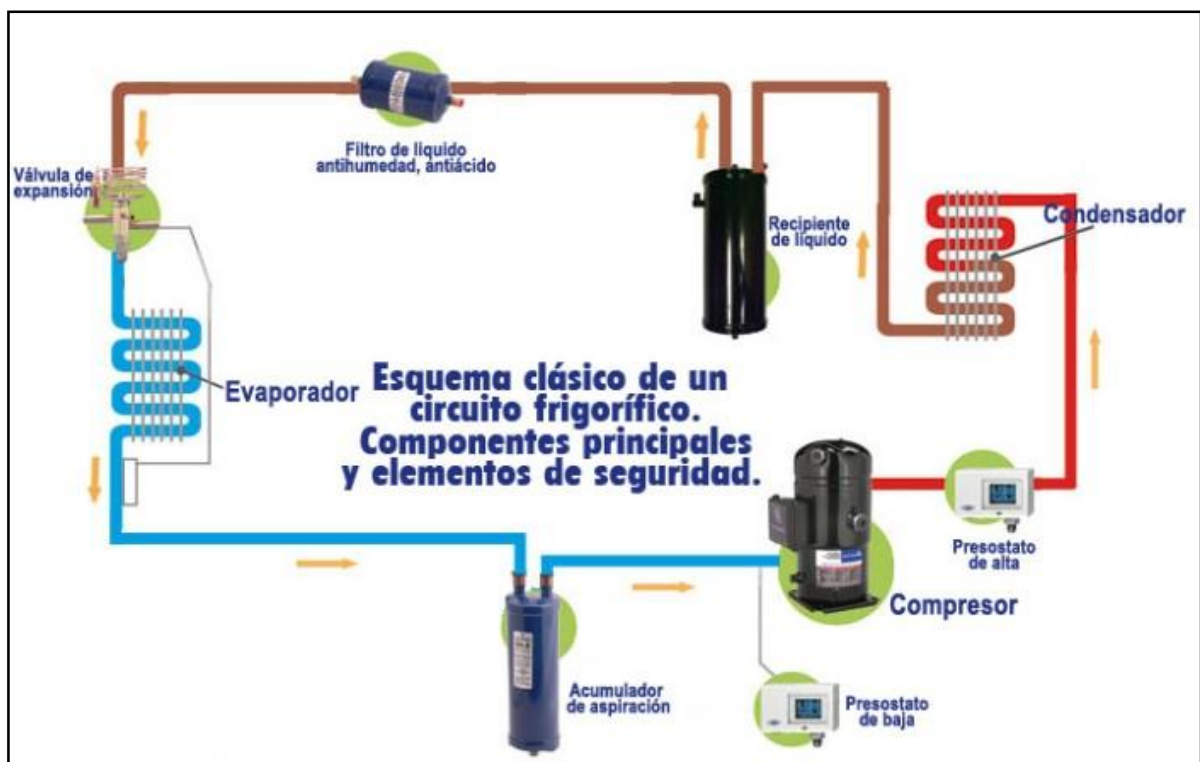 Filtro de líquido
antihumedad, antiácido
Válvula de
expansión
Recipiente
de líquido
Condensador
Evaporador
Esquema clásico de un
circuito frigorífico.
Componentes principales
y elementos de seguridad.
Presostato
de alta
Compresor
Acumulador
de aspiración
Presostato
de baja